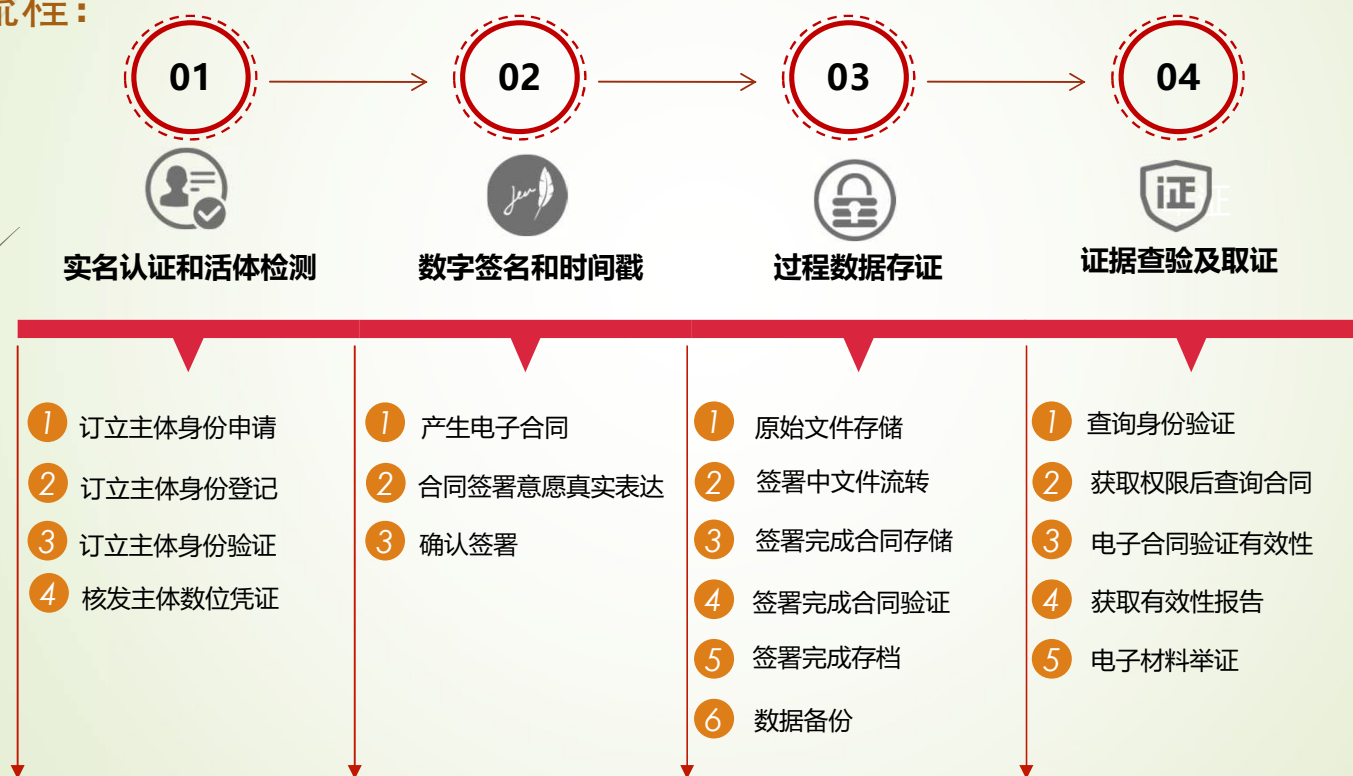 流程：
01
02
03
04
Jen
证
实名认证和活体检测
数字签名和时间戳
过程数据存证
证据查验及取证
1 订立主体身份申请
2 订立主体身份登记
3 订立主体身份验证
4 核发主体数位凭证
1 产生电子合同
2 合同签署意愿真实表达
3 确认签署
1 原始文件存储
2 签署中文件流转
3 签署完成合同存储
4 签署完成合同验证
5 签署完成存档
6 数据备份
1 查询身份验证
2 获取权限后查询合同
3 电子合同验证有效性
4 获取有效性报告
5 电子材料举证